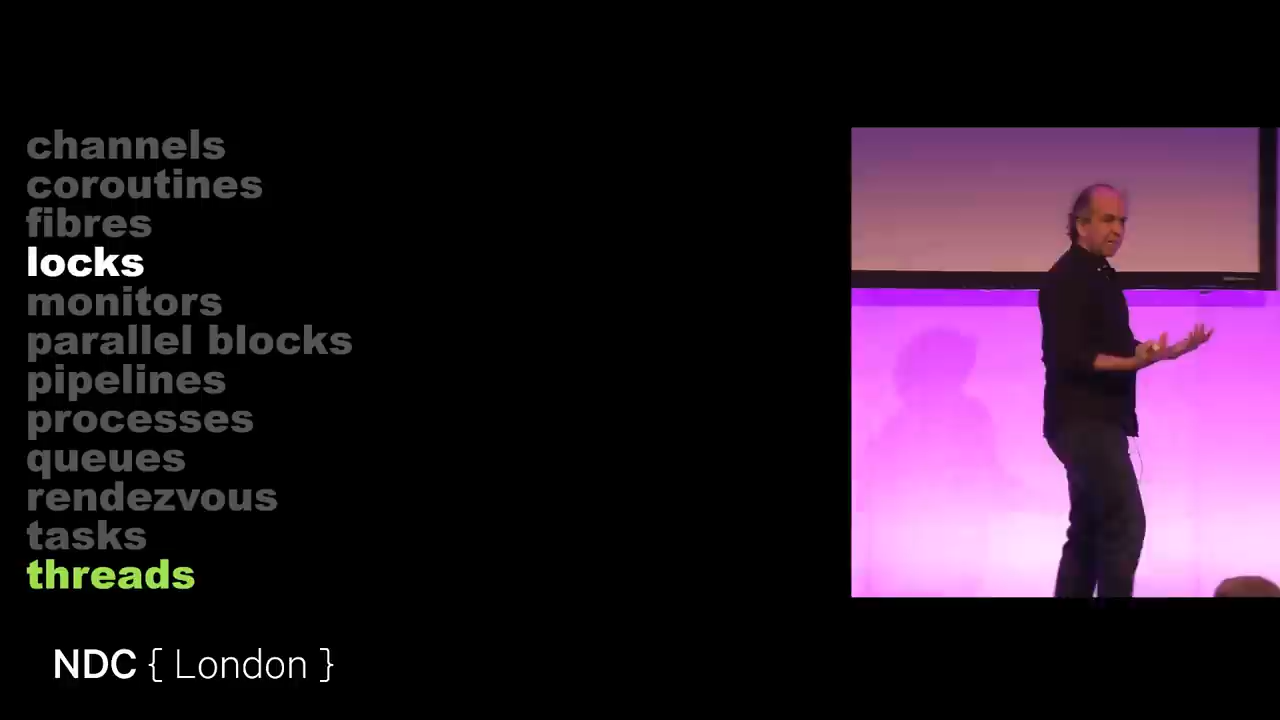 channels
coroutines
fibres
locks
monitors
parallel blocks
pipelines
processes
queues
rendezvous
tasks
threads
NDC { London }